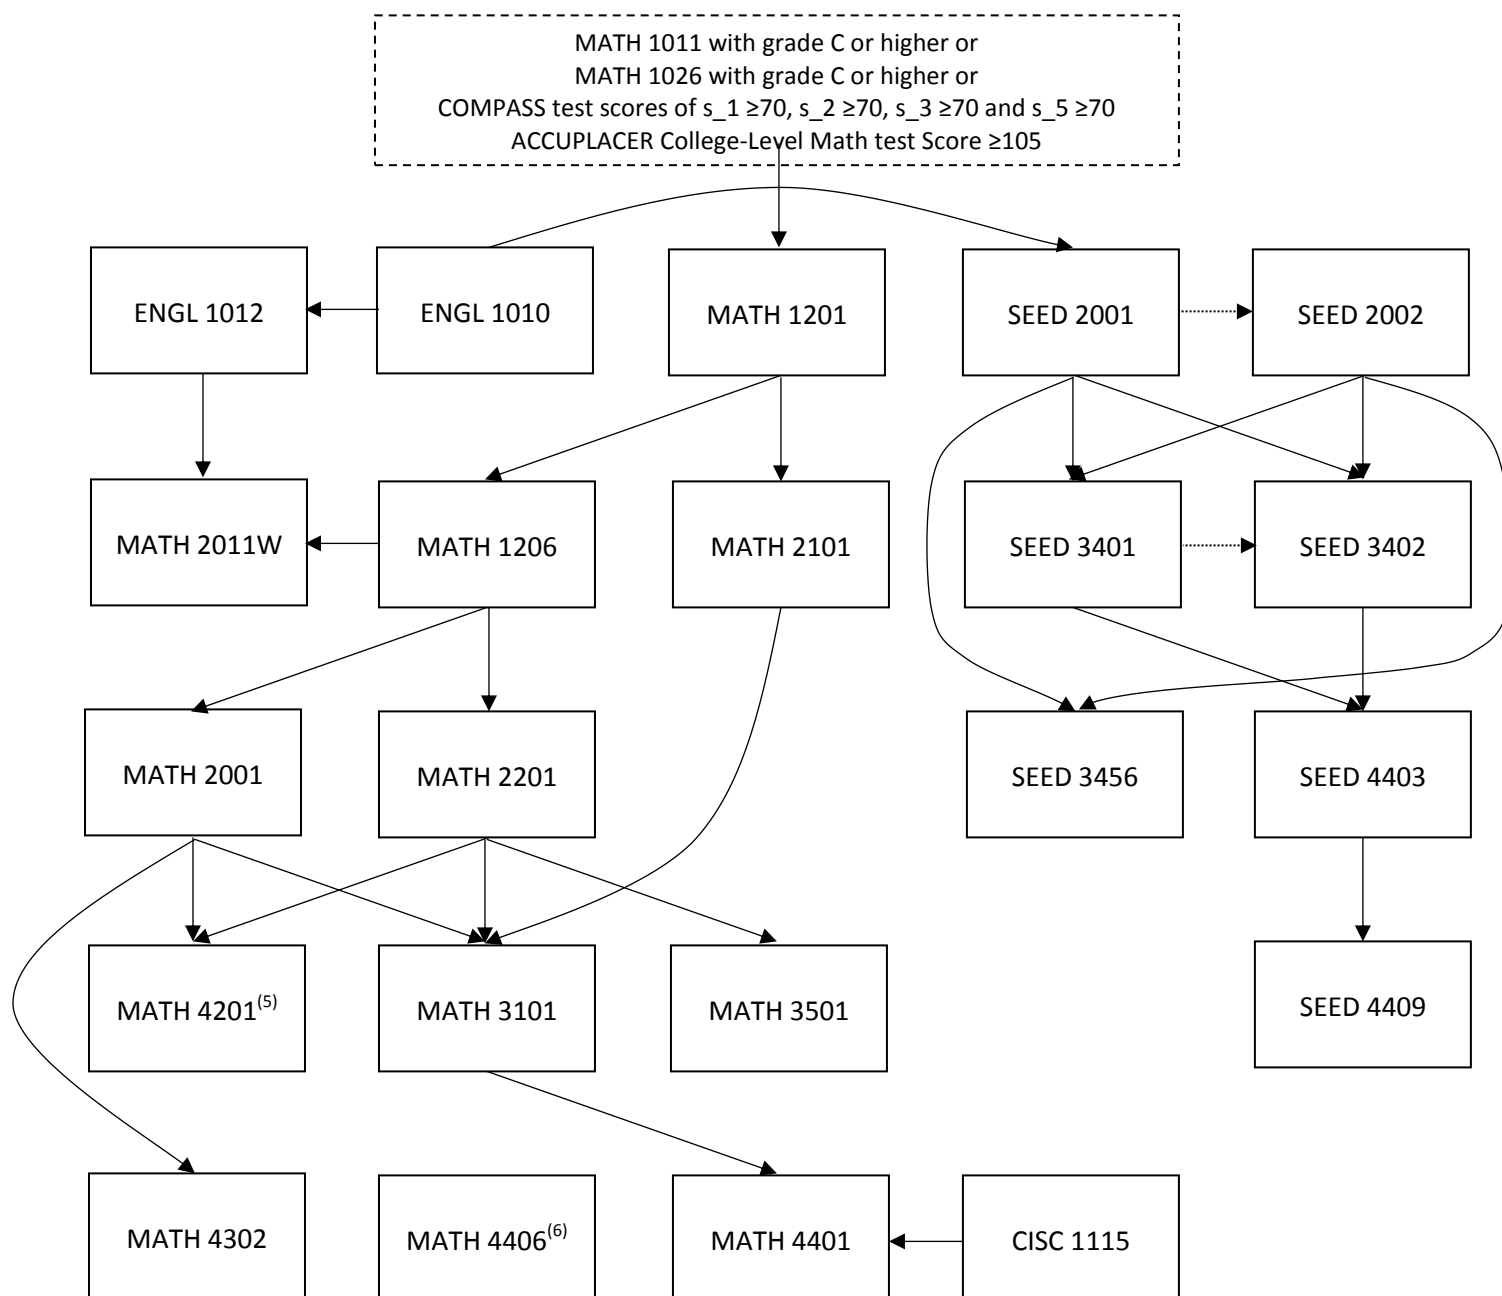 MATH 1011 with grade C or higher or
MATH 1026 with grade C or higher or
COMPASS test scores of s_1 ≥70, s_2 ≥70, s_3 ≥70 and s_5 ≥70
ACCUPLACER College-Level Math test Score ≥105
ENGL 1012
ENGL 1010
MATH 1201
SEED 2001
SEED 2002
MATH 2011W
MATH 1206
MATH 2101
SEED 3401
SEED 3402
MATH 2001
MATH 2201
SEED 3456
SEED 4403
MATH 4201(5)
MATH 3101
MATH 3501
SEED 4409
MATH 4302
MATH 4406(6)
MATH 4401
CISC 1115